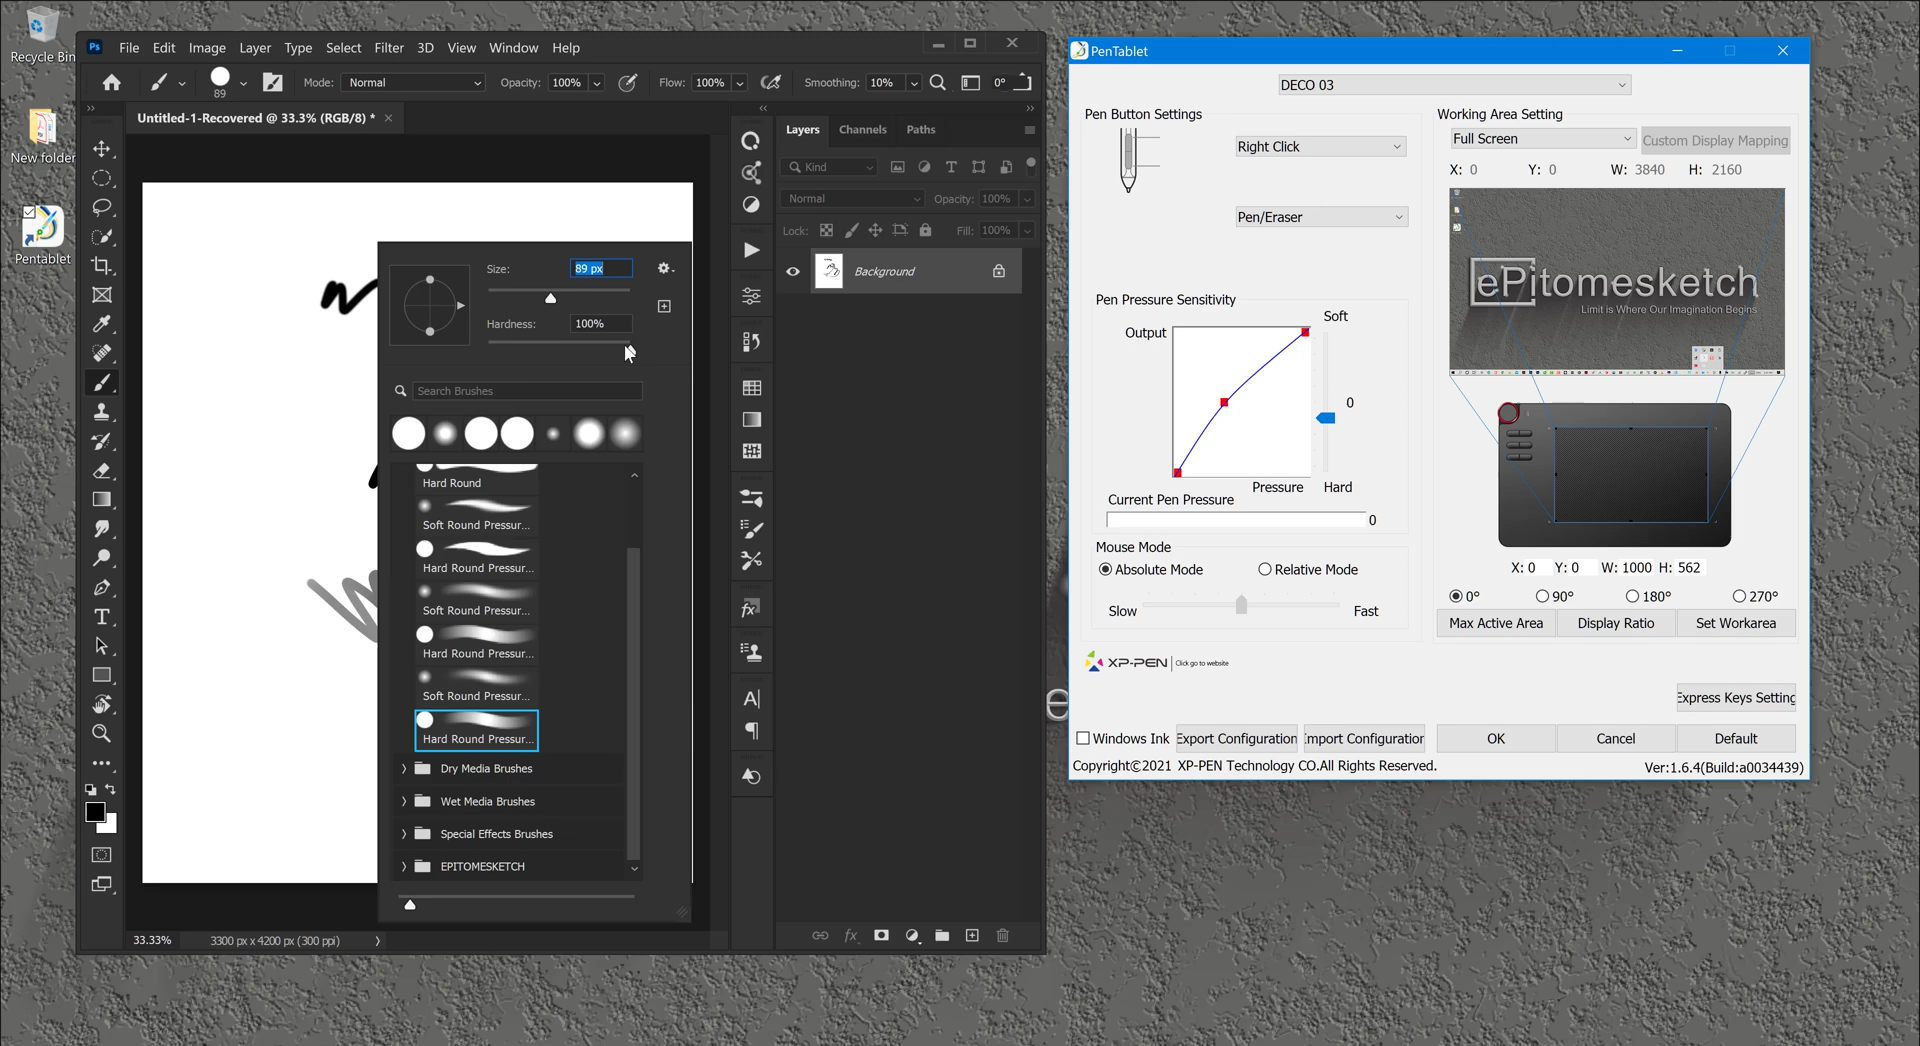 Recycle Bin
New folder
Pentablet
Ps File Edit Image Layer Type Select Filter 3D View Window Help
89
Mode: Normal
Opacity: 100%
Flow: 100%
Smoothing: 10%
0°
Untitled-1-Recovered @ 33.3% (RGB/8) *
Size: 89 px
Hardness: 100%
Search Brushes
Hard Round
Soft Round Pressur...
Hard Round Pressur...
Soft Round Pressur...
Hard Round Pressur...
Soft Round Pressur...
Hard Round Pressur...
Dry Media Brushes
Wet Media Brushes
Special Effects Brushes
EPITOMESKETCH
33.33% 3300 px x 4200 px (300 ppi)
Layers Channels Paths
Kind
Normal Opacity: 100%
Lock: Fill: 100%
Background
fx
PenTablet
DECO 03
Pen Button Settings
Right Click
Pen/Eraser
Pen Pressure Sensitivity
Output
Soft
0
Pressure Hard
Current Pen Pressure
0
Mouse Mode
Absolute Mode Relative Mode
Slow Fast
XP-PEN Click go to website
Working Area Setting
Full Screen Custom Display Mapping
X: 0 Y: 0 W: 3840 H: 2160
ePitomesketch
Limit is Where Our Imagination Begins
X: 0 Y: 0 W: 1000 H: 562
0° 90° 180° 270°
Max Active Area Display Ratio Set Workarea
Express Keys Setting
Windows Ink Export Configuration Import Configuration OK Cancel Default
Copyright©2021 XP-PEN Technology CO.All Rights Reserved.
Ver:1.6.4(Build:a0034439)